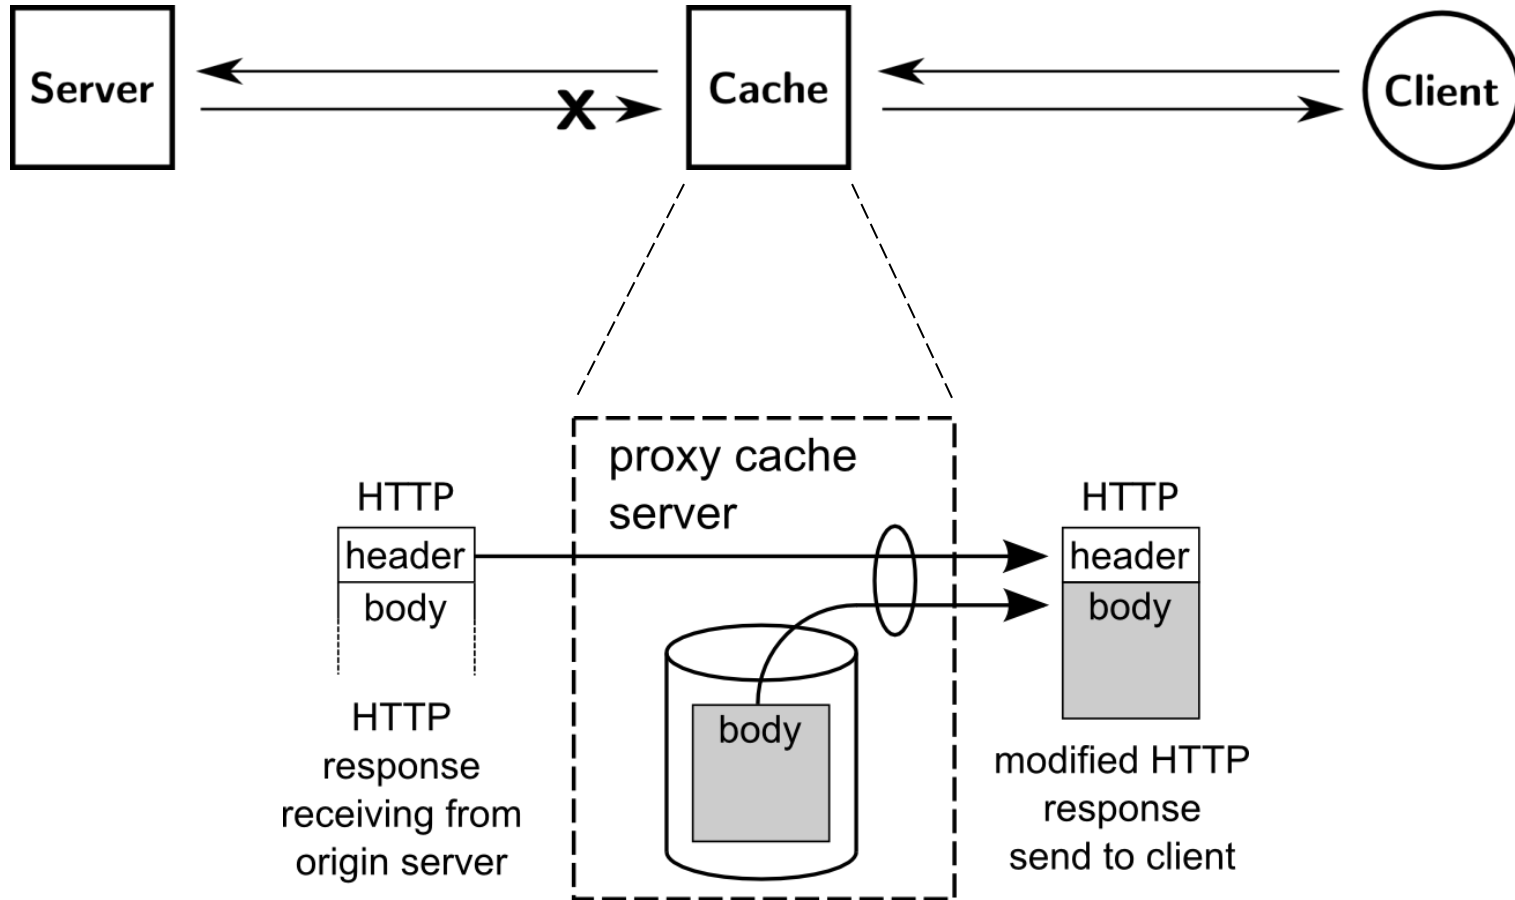 Server
Cache
Client
X
proxy cache
server
HTTP
header
body
HTTP
response
receiving from
origin server
body
HTTP
header
body
modified HTTP
response
send to client